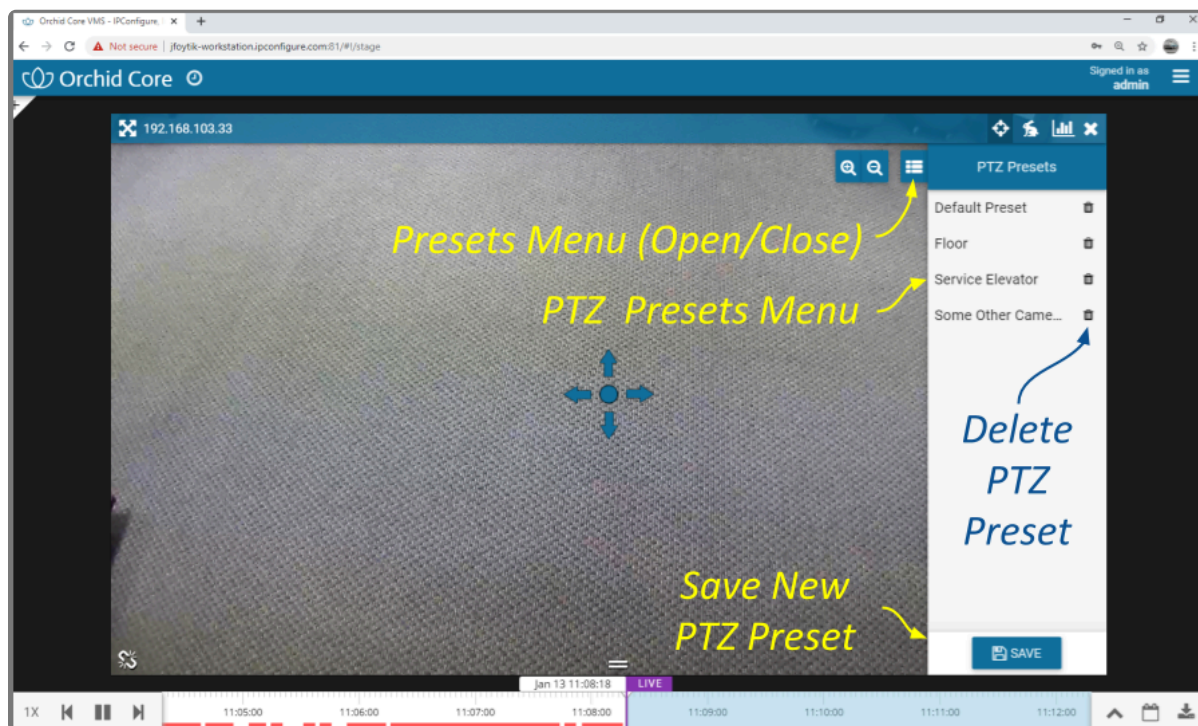 Orchid Core VMS - IPConfigure, I
Not secure | jfoytik-workstation.ipconfigure.com:81/#!/stage
Orchid Core
Signed in as
admin
192.168.103.33
PTZ Presets
Default Preset
Floor
Service Elevator
Some Other Came...
Presets Menu (Open/Close)
PTZ Presets Menu
Delete
PTZ
Preset
Save New
PTZ Preset
SAVE
Jan 13 11:08:18
LIVE
1X
11:05:00
11:06:00
11:07:00
11:08:00
11:09:00
11:10:00
11:11:00
11:12:00